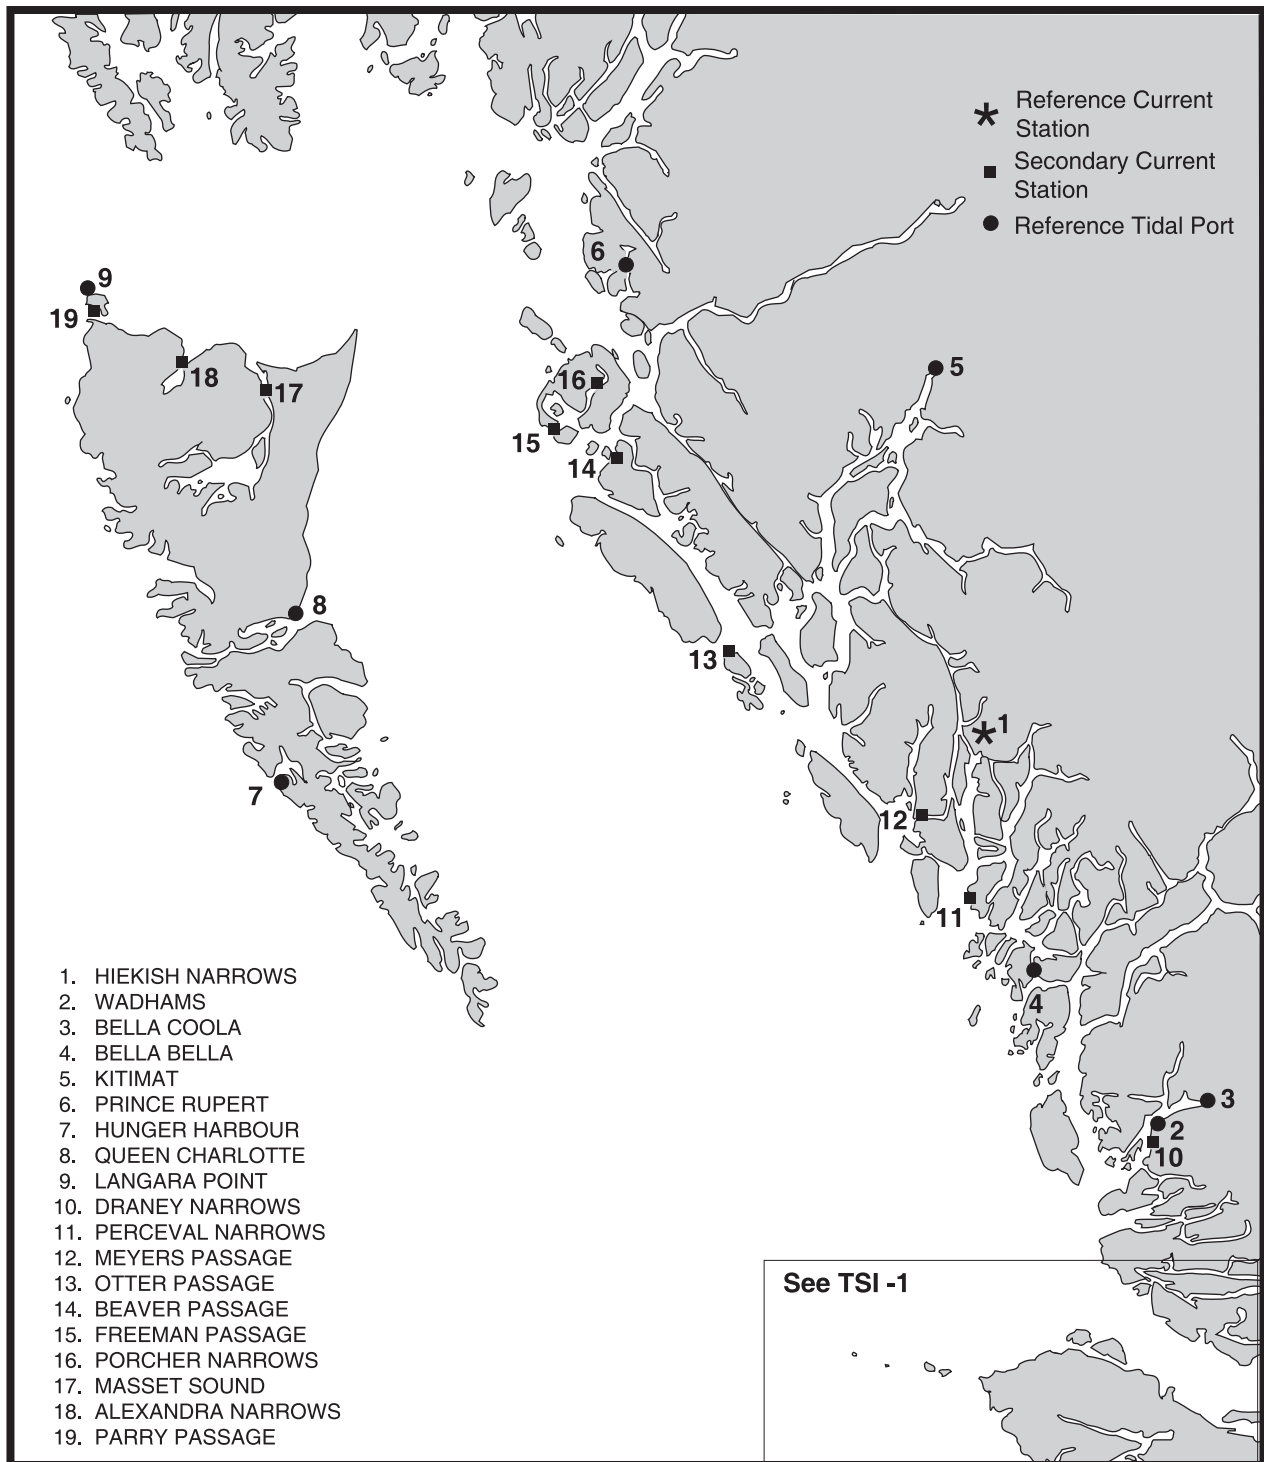 Reference Current
Station
Secondary Current
Station
Reference Tidal Port
6
9
19
5
18
17
16
15
14
8
13
1
7
12
11
4
3
2
10
1. HIEKISH NARROWS
2. WADHAMS
3. BELLA COOLA
4. BELLA BELLA
5. KITIMAT
6. PRINCE RUPERT
7. HUNGER HARBOUR
8. QUEEN CHARLOTTE
9. LANGARA POINT
10. DRANEY NARROWS
11. PERCEVAL NARROWS
12. MEYERS PASSAGE
13. OTTER PASSAGE
14. BEAVER PASSAGE
15. FREEMAN PASSAGE
16. PORCHER NARROWS
17. MASSET SOUND
18. ALEXANDRA NARROWS
19. PARRY PASSAGE
See TSI -1